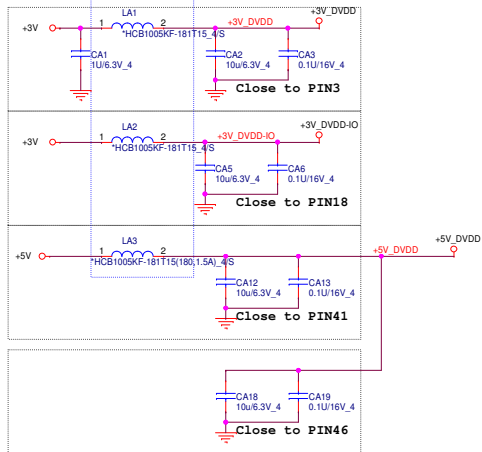 LA1
+3V_DVDD
+3V
1
2
+3V_DVDD
*HCB1005KF-181T15_4/S
CA1
1U/6.3V_4
CA2
10u/6.3V_4
CA3
0.1U/16V_4
Close to PIN3
LA2
+3V
1
2
+3V_DVDD-IO
+3V_DVDD-IO
*HCB1005KF-181T15_4/S
CA5
10u/6.3V_4
CA6
0.1U/16V_4
Close to PIN18
LA3
+5V
1
2
+5V_DVDD
+5V_DVDD
*HCB1005KF-181T15(180,1.5A)_4/S
CA12
10u/6.3V_4
CA13
0.1U/16V_4
Close to PIN41
CA18
10u/6.3V_4
CA19
0.1U/16V_4
Close to PIN46